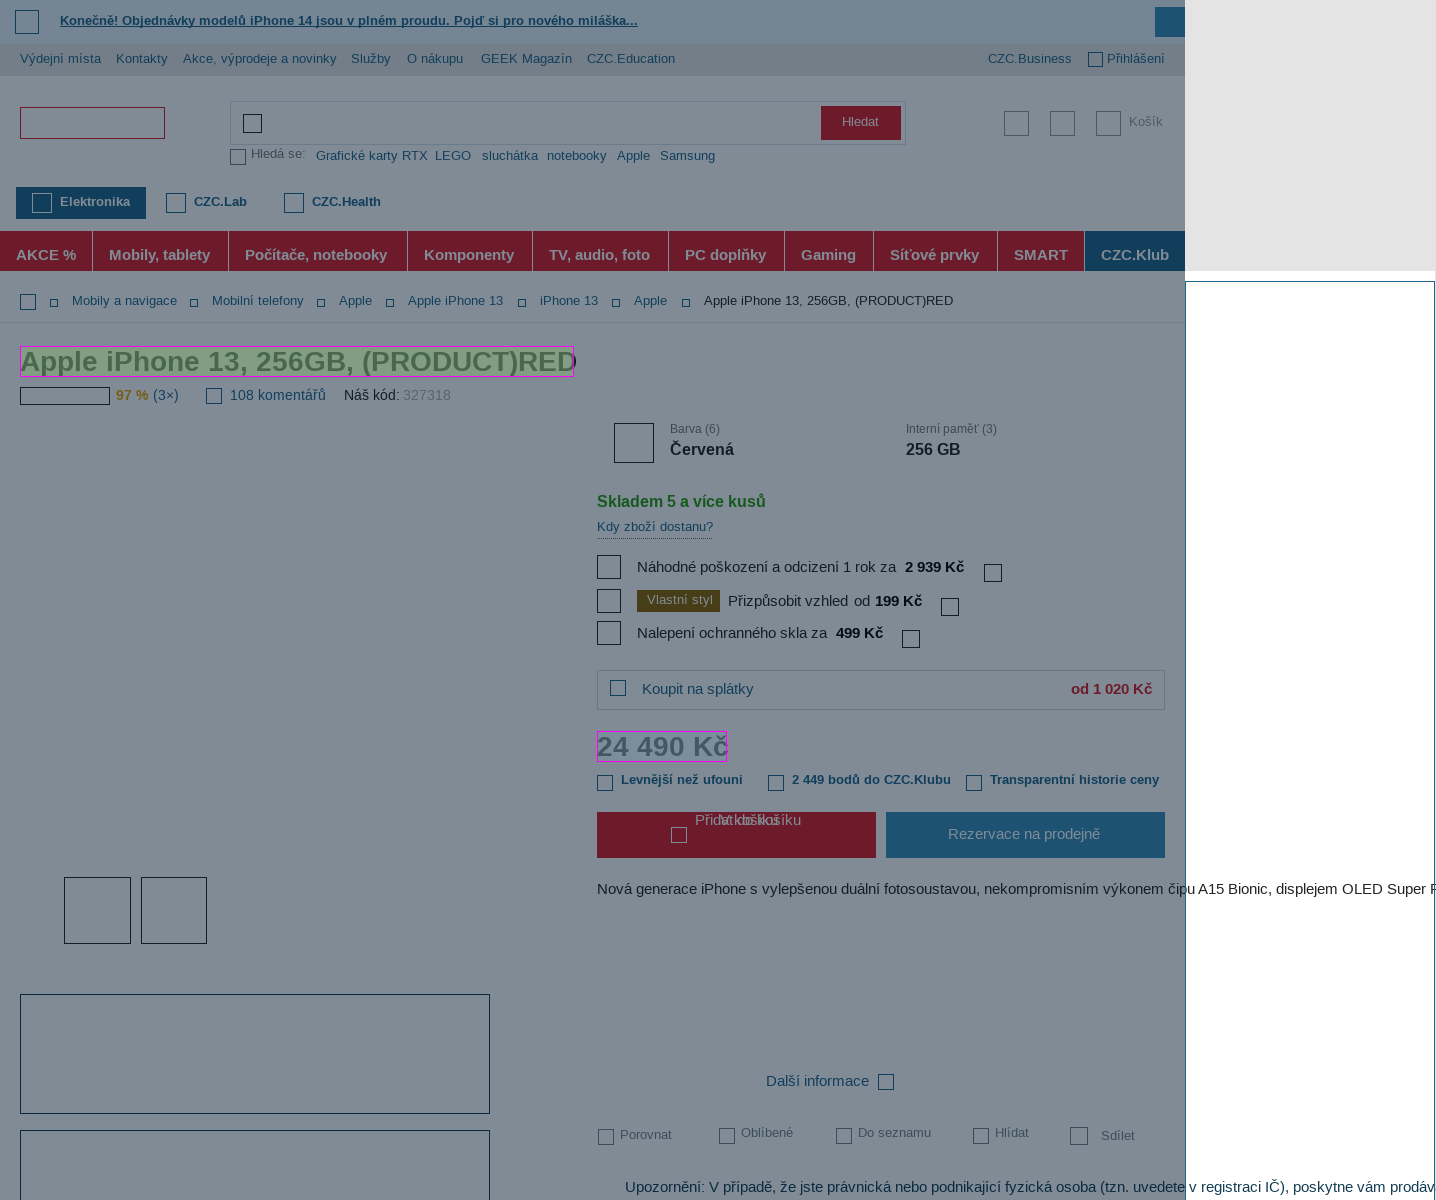 Konečně! Objednávky modelů iPhone 14 jsou v plném proudu. Pojď si pro nového miláška...
Výdejní místa Kontakty Akce, výprodeje a novinky Služby O nákupu GEEK Magazín CZC.Education CZC.Business Přihlášení
Hledat Košík
Hledá se: Grafické karty RTX LEGO sluchátka notebooky Apple Samsung
Elektronika CZC.Lab CZC.Health
AKCE % Mobily, tablety Počítače, notebooky Komponenty TV, audio, foto PC doplňky Gaming Síťové prvky SMART CZC.Klub
Mobily a navigace Mobilní telefony Apple Apple iPhone 13 iPhone 13 Apple Apple iPhone 13, 256GB, (PRODUCT)RED
Apple iPhone 13, 256GB, (PRODUCT)RED
97 % (3×) 108 komentářů Náš kód: 327318
Barva (6) Interní paměť (3)
Červená 256 GB
Skladem 5 a více kusů
Kdy zboží dostanu?
Náhodné poškození a odcizení 1 rok za 2 939 Kč
Vlastní styl Přizpůsobit vzhled od 199 Kč
Nalepení ochranného skla za 499 Kč
Koupit na splátky od 1 020 Kč
24 490 Kč
Levnější než ufouni 2 449 bodů do CZC.Klubu Transparentní historie ceny
Přidat do košíku V košíku
Rezervace na prodejně
Nová generace iPhone s vylepšenou duální fotosoustavou, nekompromisním výkonem čipu A15 Bionic, displejem OLED Super
Další informace
Porovnat Oblíbené Do seznamu Hlídat Sdílet
Upozornění: V případě, že jste právnická nebo podnikající fyzická osoba (tzn. uvedete v registraci IČ), poskytne vám